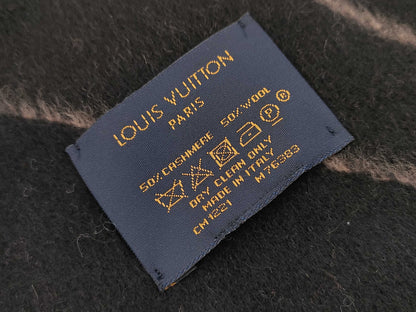 LOUIS VUITTON
PARIS
50% CASHMERE 50% WOOL
P
DRY CLEAN ONLY
MADE IN ITALY
CM1221 M76383